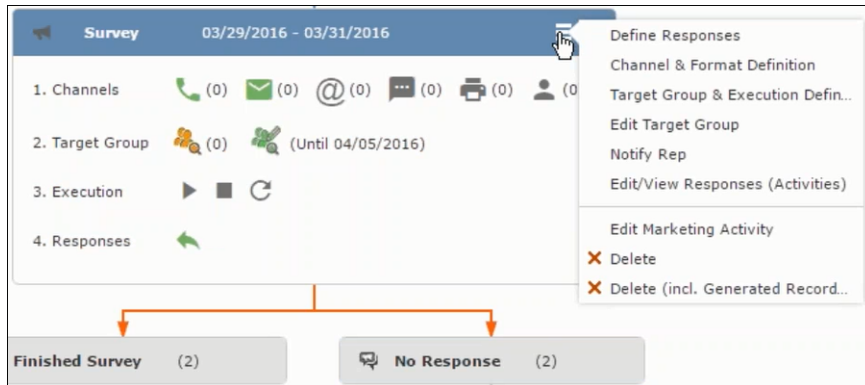 Survey 03/29/2016 - 03/31/2016
1. Channels (0) (0) @ (0) (0) (0) (0
2. Target Group (0) (Until 04/05/2016)
3. Execution
4. Responses
Define Responses
Channel & Format Definition
Target Group & Execution Defin...
Edit Target Group
Notify Rep
Edit/View Responses (Activities)
Edit Marketing Activity
Delete
Delete (incl. Generated Record...
Finished Survey (2)
No Response (2)